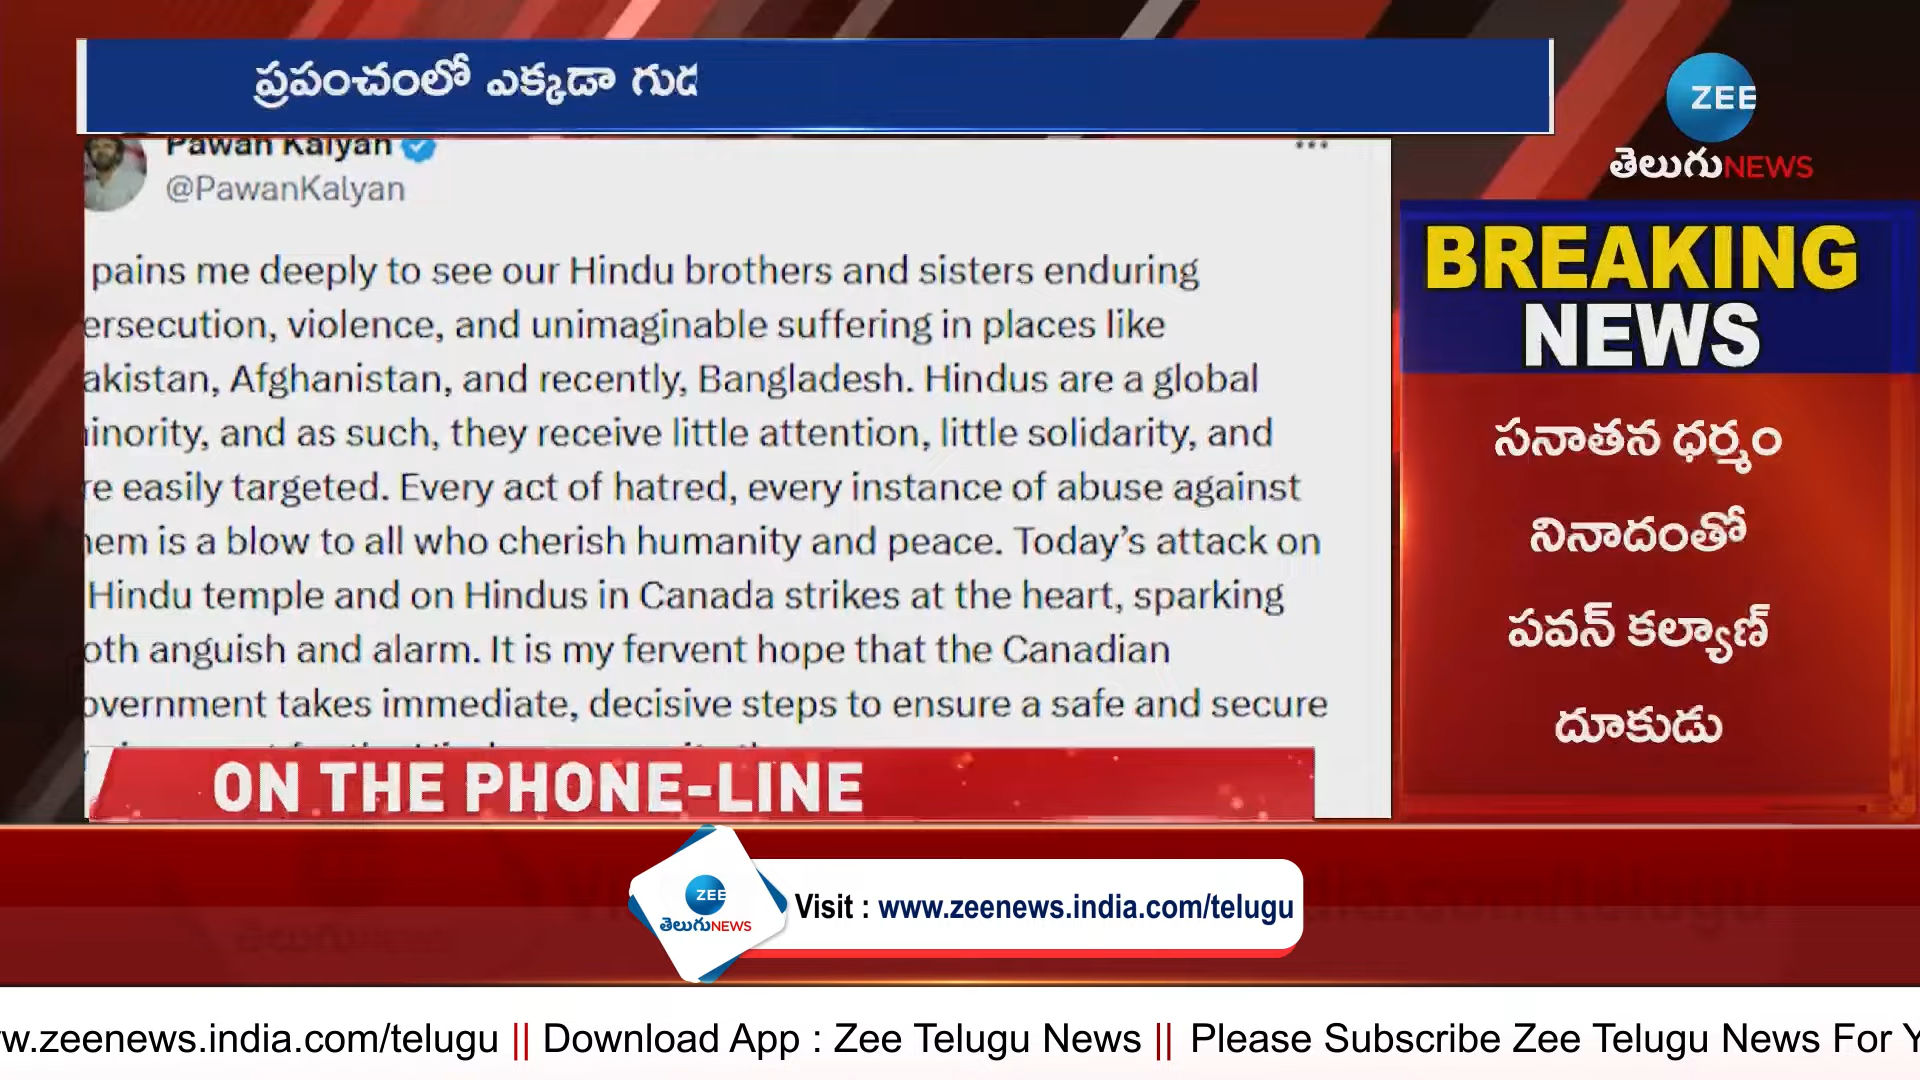 ప్రపంచంలో ఎక్కడా గుడ
ZEE
తెలుగు NEWS
Pawan Kalyan
@PawanKalyan
pains me deeply to see our Hindu brothers and sisters enduring
ersecution, violence, and unimaginable suffering in places like
akistan, Afghanistan, and recently, Bangladesh. Hindus are a global
inority, and as such, they receive little attention, little solidarity, and
re easily targeted. Every act of hatred, every instance of abuse against
hem is a blow to all who cherish humanity and peace. Today’s attack on
Hindu temple and on Hindus in Canada strikes at the heart, sparking
oth anguish and alarm. It is my fervent hope that the Canadian
overnment takes immediate, decisive steps to ensure a safe and secure
BREAKING
NEWS
సనాతన ధర్మం
నినాదంతో
పవన్ కల్యాణ్
దూకుడు
ON THE PHONE-LINE
ZEE
తెలుగు NEWS
Visit : www.zeenews.india.com/telugu
w.zeenews.india.com/telugu || Download App : Zee Telugu News || Please Subscribe Zee Telugu News For Y